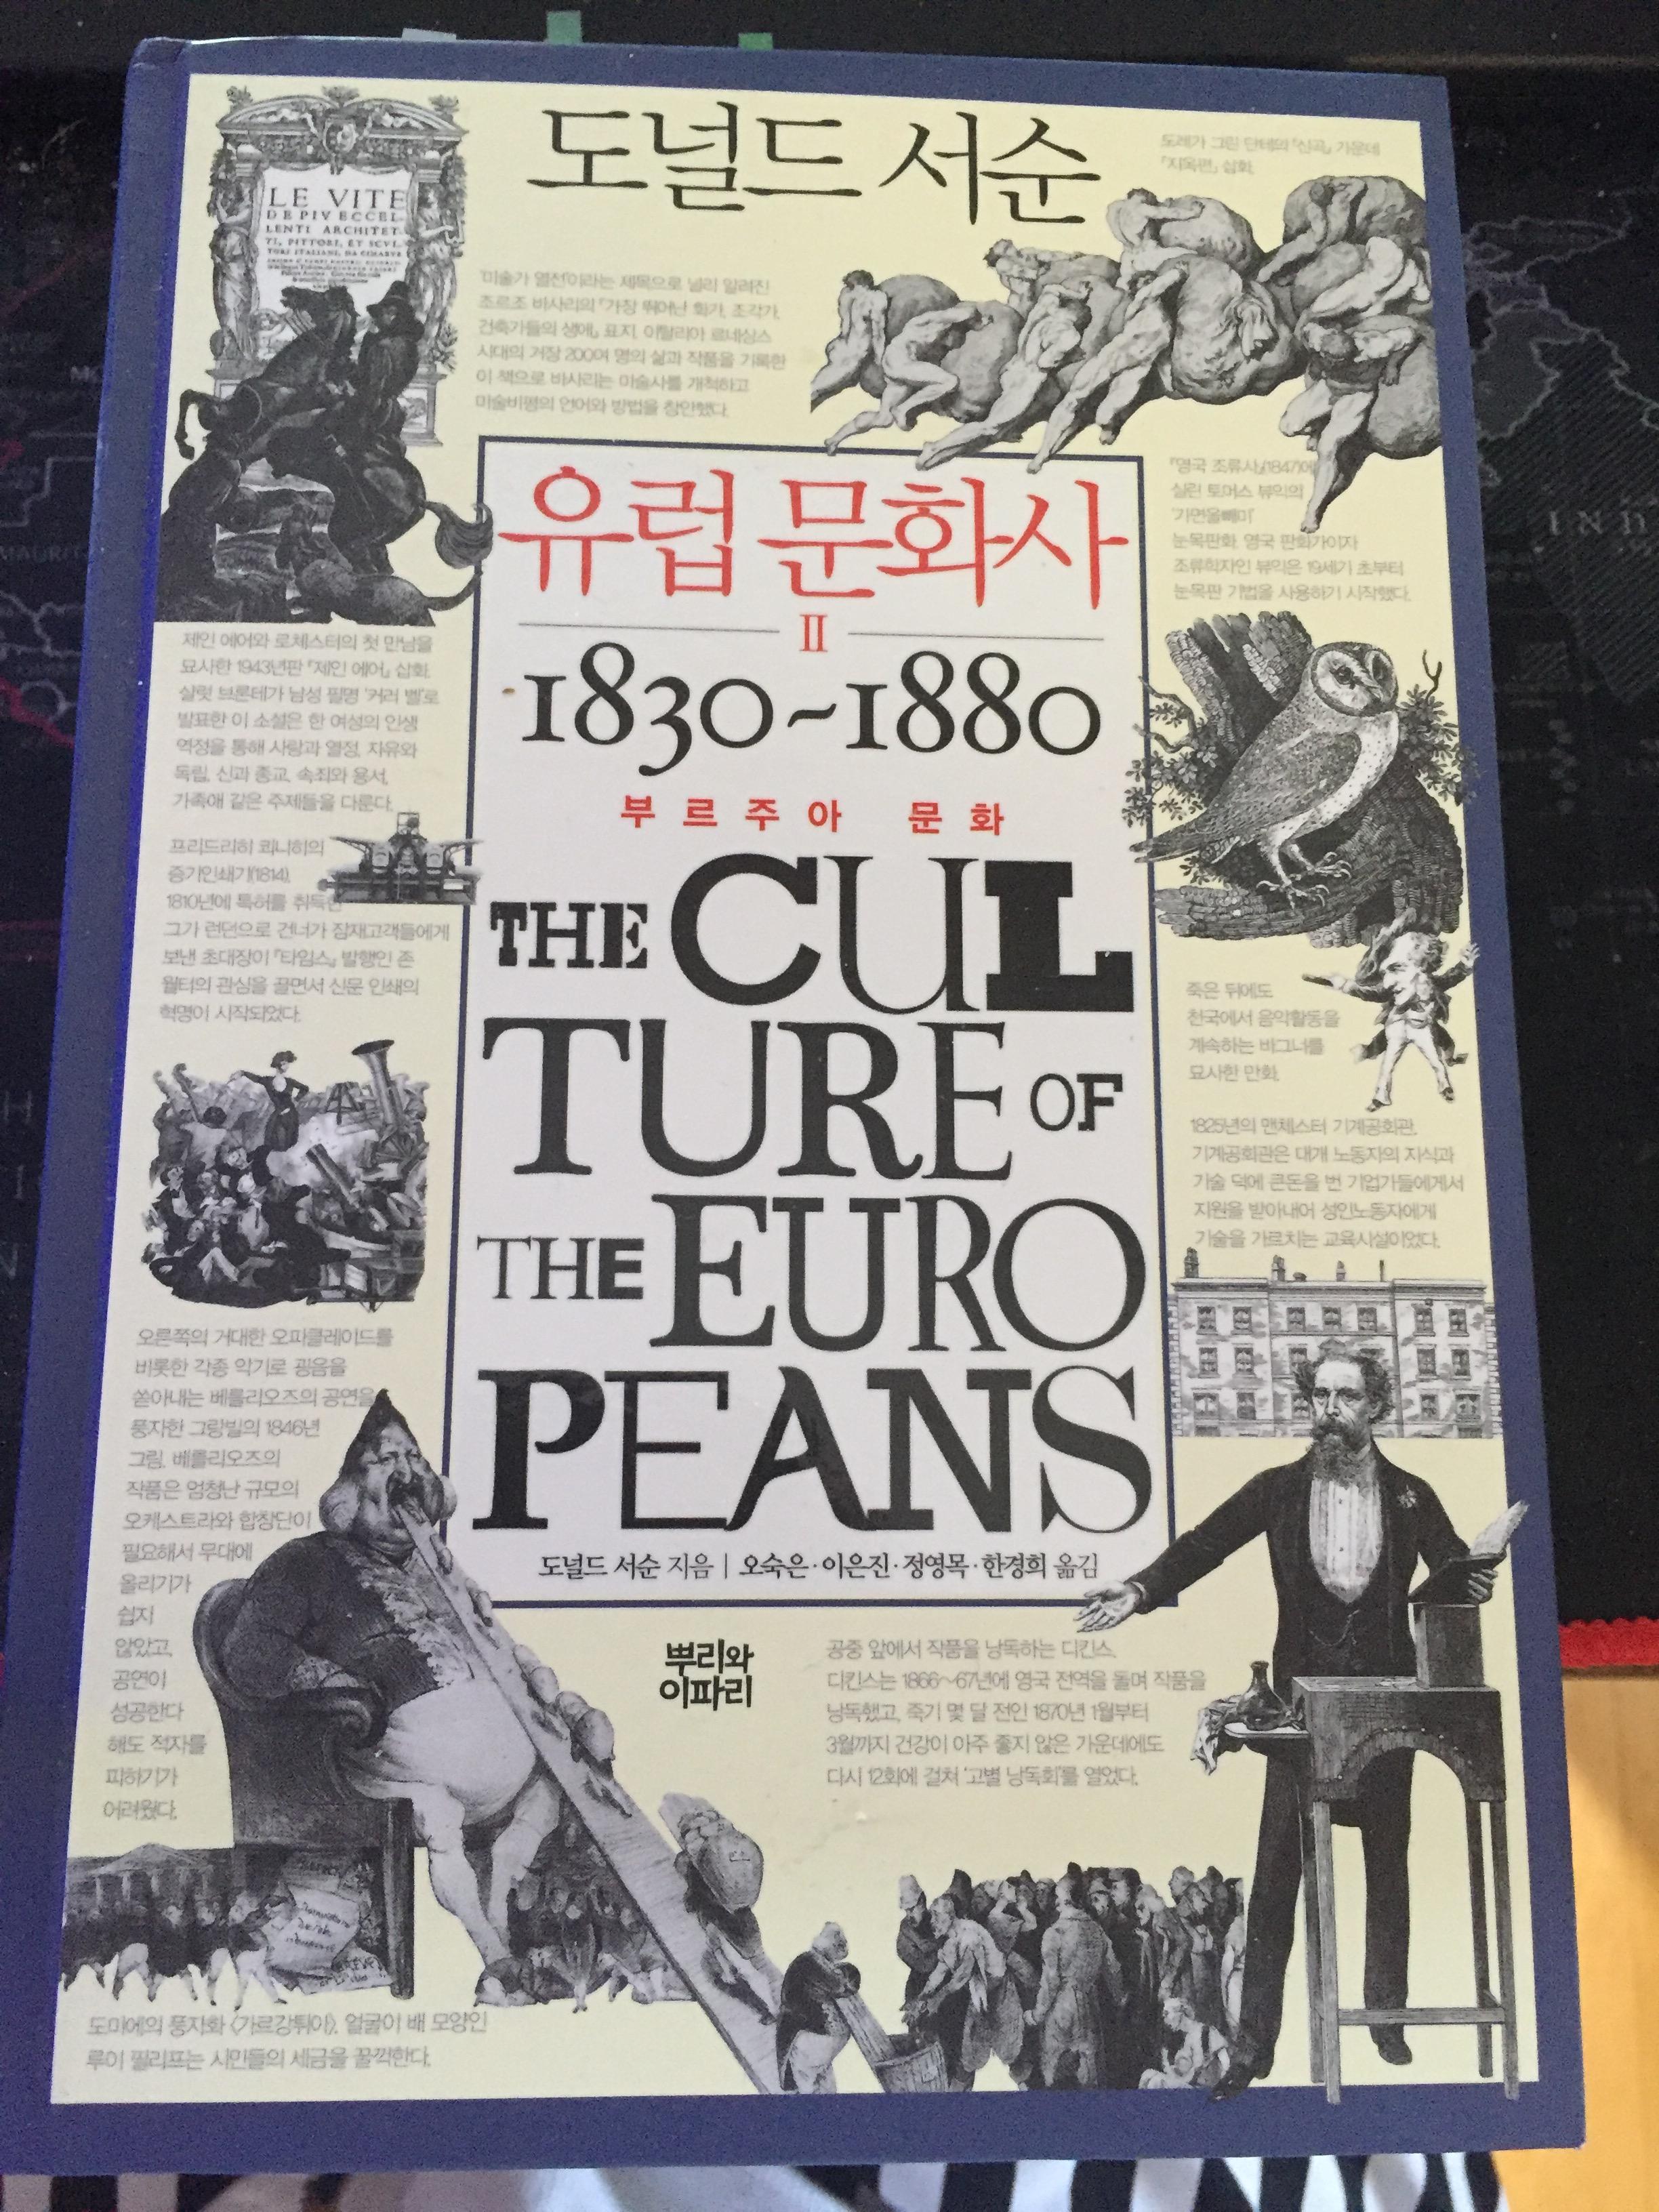 도널드 서순
LE VITE
DE PIV ECCEL-
LENTI ARCHITET-
TI, PITTORI, ET SCVL-
TORI ITALIANI, DA CIMABVE
도레가 그린 단테의 『신곡』 가운데
『지옥편』 삽화.
'미술가 열전'이라는 제목으로 널리 알려진
조르조 바사리의 『가장 뛰어난 화가, 조각가,
건축가들의 생애』 표지. 이탈리아 르네상스
시대의 거장 200여 명의 삶과 작품을 기록한
이 책으로 바사리는 미술사를 개척하고
미술비평의 언어와 방법을 창안했다.
유럽 문화사
II
1830~1880
부르주아 문화
THE CUL
TURE OF
THE EURO
PEANS
도널드 서순 지음 | 오숙은·이은진·정영목·한경희 옮김
뿌리와
이파리
『영국 조류사』(1847)에
실린 토머스 뷰익의
'가면올빼미'
눈목판화. 영국 판화가이자
조류학자인 뷰익은 19세기 초부터
눈목판 기법을 사용하기 시작했다.
제인 에어와 로체스터의 첫 만남을
묘사한 1943년판 『제인 에어』 삽화.
샬럿 브론테가 남성 필명 '커러 벨'로
발표한 이 소설은 한 여성의 인생
역정을 통해 사랑과 열정, 자유와
독립, 신과 종교, 속죄와 용서,
가족애 같은 주제들을 다룬다.
프리드리히 쾨니히의
증기인쇄기(1814).
1810년에 특허를 취득한
그가 런던으로 건너가 잠재고객들에게
보낸 초대장이 『타임스』 발행인 존
월터의 관심을 끌면서 신문 인쇄의
혁명이 시작되었다.
죽은 뒤에도
천국에서 음악활동을
계속하는 바그너를
묘사한 만화.
1825년의 맨체스터 기계공회관.
기계공회관은 대개 노동자의 지식과
기술 덕에 큰돈을 번 기업가들에게서
지원을 받아내어 성인노동자에게
기술을 가르치는 교육시설이었다.
오른쪽의 거대한 오피클레이드를
비롯한 각종 악기로 굉음을
쏟아내는 베를리오즈의 공연을
풍자한 그랑빌의 1846년
그림. 베를리오즈의
작품은 엄청난 규모의
오케스트라와 합창단이
필요해서 무대에
올리기가
쉽지
않았고,
공연이
성공한다
해도 적자를
피하기가
어려웠다.
공중 앞에서 작품을 낭독하는 디킨스.
디킨스는 1866~67년에 영국 전역을 돌며 작품을
낭독했고, 죽기 몇 달 전인 1870년 1월부터
3월까지 건강이 아주 좋지 않은 가운데에도
다시 12회에 걸쳐 '고별 낭독회'를 열었다.
도미에의 풍자화 〈가르강튀아〉. 얼굴이 배 모양인
루이 필리프는 시민들의 세금을 꿀꺽한다.